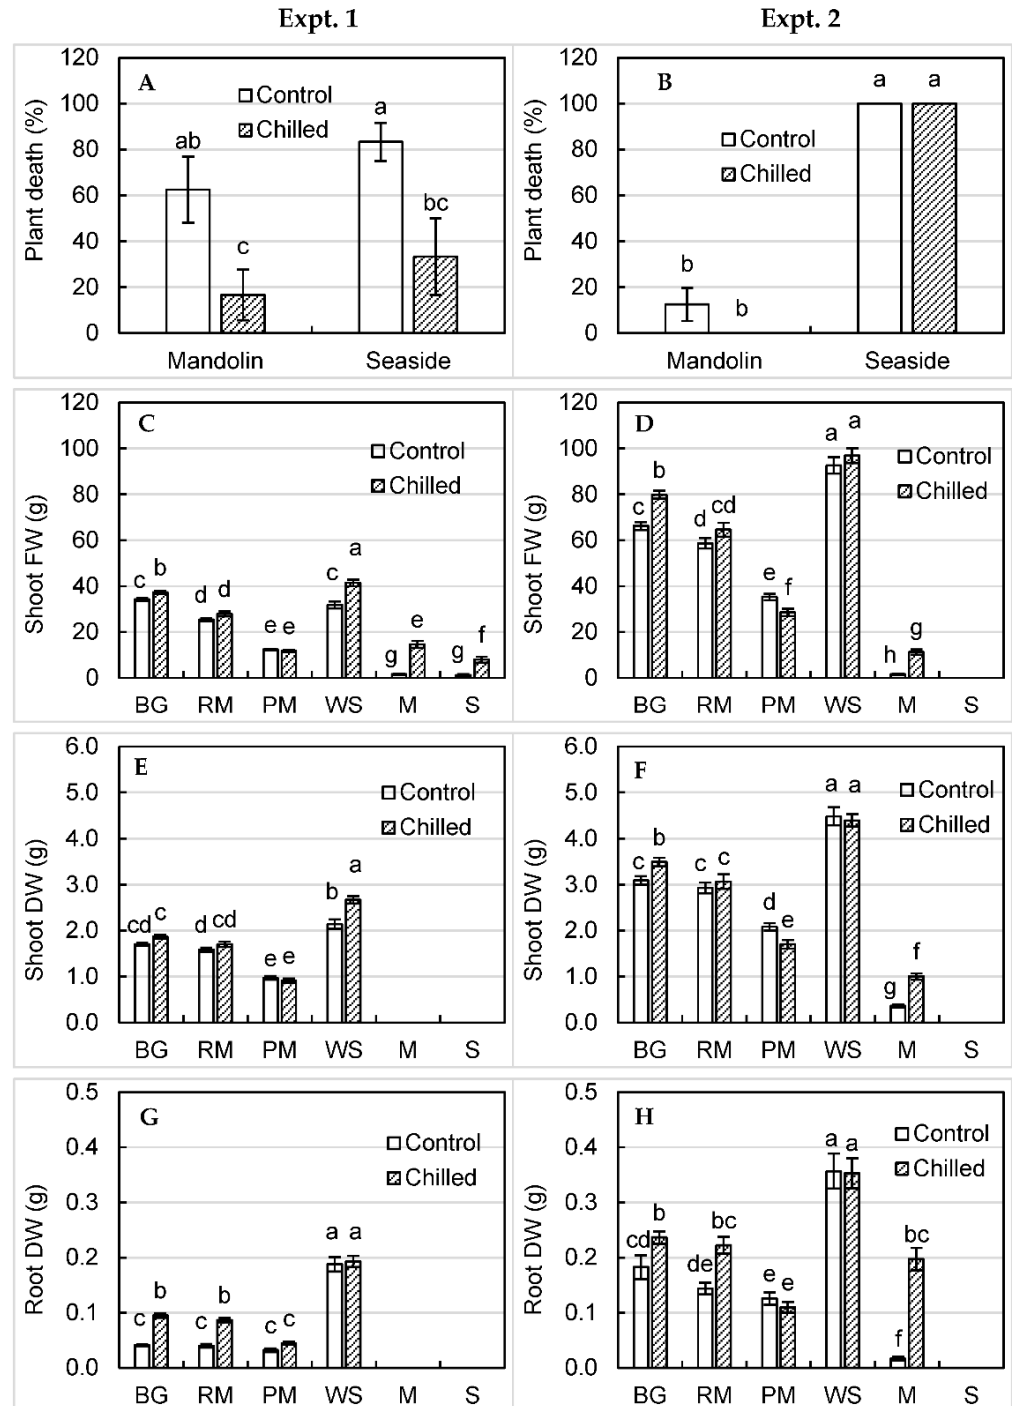 Expt. 1
Expt. 2
A
Plant death (%)
120
100
80
60
40
20
0
Control
Chilled
ab
c
a
bc
Mandolin
Seaside
B
Plant death (%)
120
100
80
60
40
20
0
Control
Chilled
b
b
a
a
Mandolin
Seaside
C
Shoot FW (g)
120
100
80
60
40
20
0
Control
Chilled
c
b
d
d
e
e
c
a
g
e
g
f
BG
RM
PM
WS
M
S
D
Shoot FW (g)
120
100
80
60
40
20
0
Control
Chilled
c
b
d
cd
e
f
a
a
h
g
BG
RM
PM
WS
M
S
E
Shoot DW (g)
6.0
5.0
4.0
3.0
2.0
1.0
0.0
Control
Chilled
cd
c
d
cd
e
e
b
a
BG
RM
PM
WS
M
S
F
Shoot DW (g)
6.0
5.0
4.0
3.0
2.0
1.0
0.0
Control
Chilled
c
b
c
c
d
e
a
a
g
f
BG
RM
PM
WS
M
S
G
Root DW (g)
0.5
0.4
0.3
0.2
0.1
0.0
Control
Chilled
c
b
c
b
c
c
a
a
BG
RM
PM
WS
M
S
H
Root DW (g)
0.5
0.4
0.3
0.2
0.1
0.0
Control
Chilled
cd
b
de
bc
e
e
a
a
f
bc
BG
RM
PM
WS
M
S